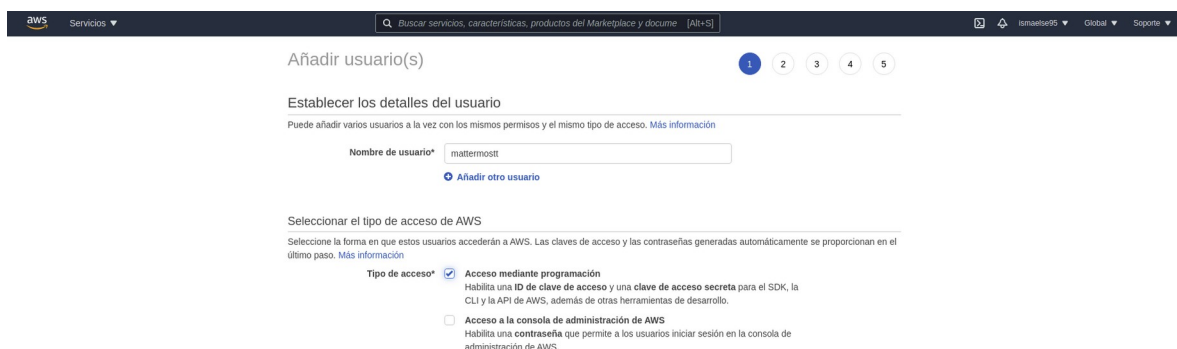 aws Servicios ▼ Buscar servicios, características, productos del Marketplace y docume [Alt+S] ismaelse95 ▼ Global ▼ Soporte ▼
Añadir usuario(s) 1 2 3 4 5
Establecer los detalles del usuario
Puede añadir varios usuarios a la vez con los mismos permisos y el mismo tipo de acceso. Más información
Nombre de usuario* mattermostt
Añadir otro usuario
Seleccionar el tipo de acceso de AWS
Seleccione la forma en que estos usuarios accederán a AWS. Las claves de acceso y las contraseñas generadas automáticamente se proporcionan en el
último paso. Más información
Tipo de acceso* Acceso mediante programación
Habilita una ID de clave de acceso y una clave de acceso secreta para el SDK, la
CLI y la API de AWS, además de otras herramientas de desarrollo.
Acceso a la consola de administración de AWS
Habilita una contraseña que permite a los usuarios iniciar sesión en la consola de
administración de AWS.